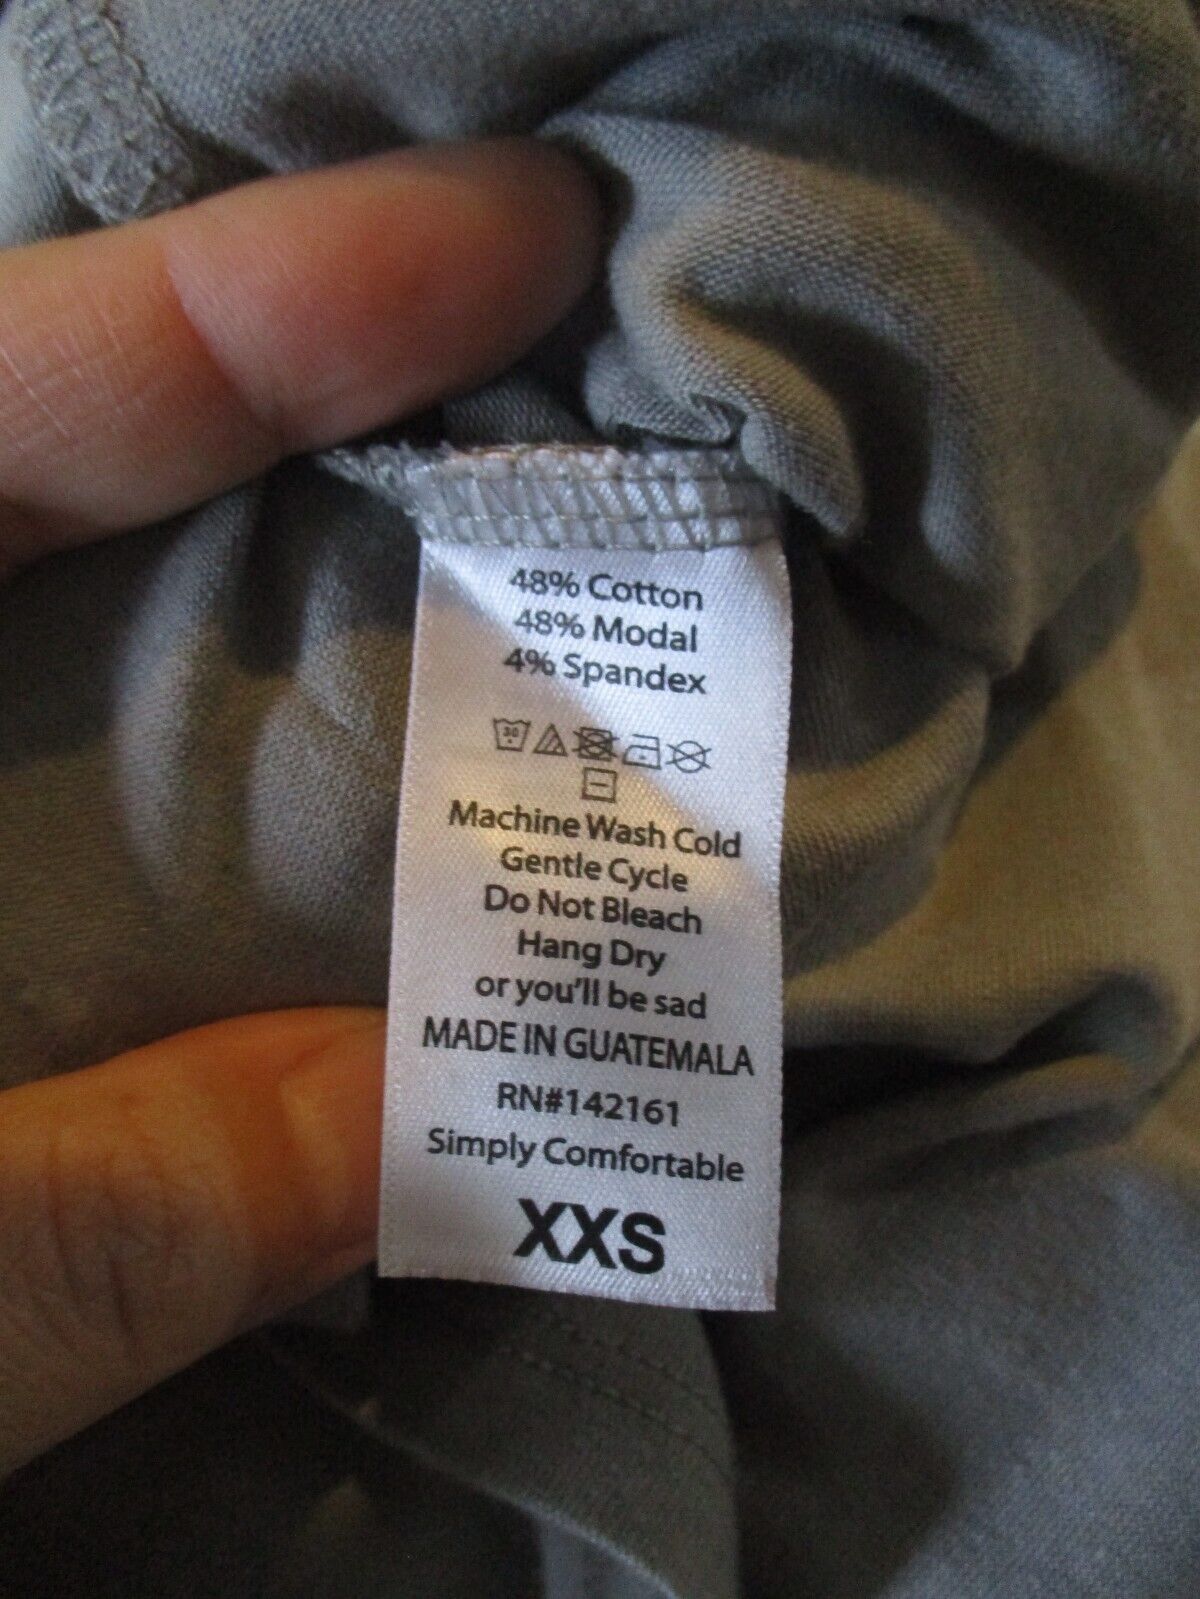 48% Cotton
48% Modal
4% Spandex
30
Machine Wash Cold
Gentle Cycle
Do Not Bleach
Hang Dry
or you'll be sad
MADE IN GUATEMALA
RN#142161
Simply Comfortable
XXS